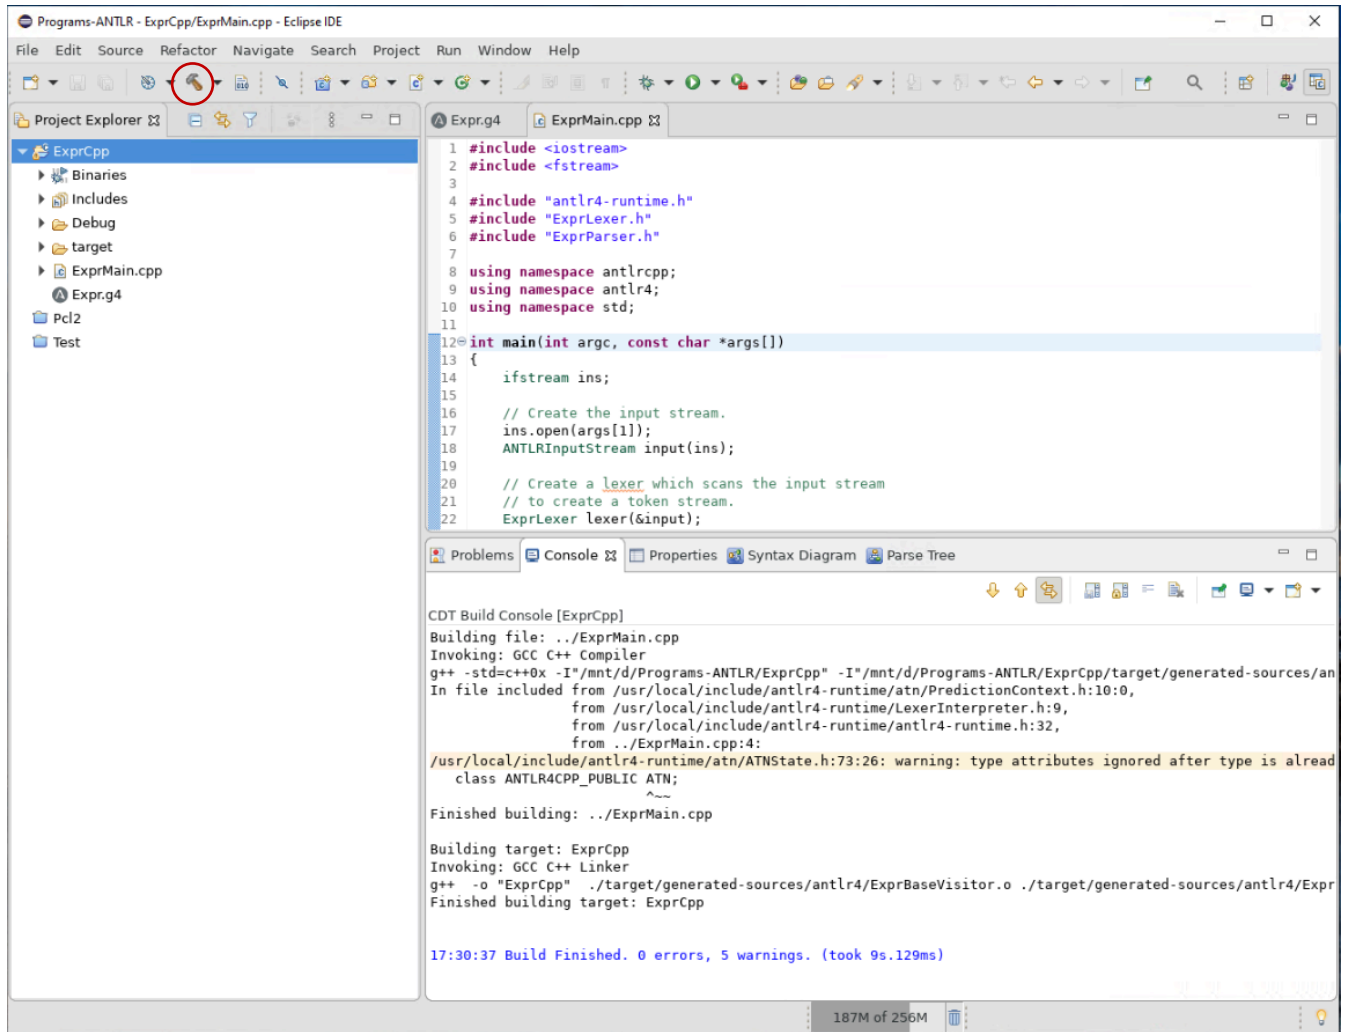 Programs-ANTLR - ExprCpp/ExprMain.cpp - Eclipse IDE
File Edit Source Refactor Navigate Search Project Run Window Help
010
Project Explorer
Expr.g4
ExprMain.cpp
ExprCpp
Binaries
Includes
Debug
target
ExprMain.cpp
Expr.g4
Pcl2
Test
1 #include <iostream>
2 #include <fstream>
3
4 #include "antlr4-runtime.h"
5 #include "ExprLexer.h"
6 #include "ExprParser.h"
7
8 using namespace antlrcpp;
9 using namespace antlr4;
10 using namespace std;
11
12 int main(int argc, const char *args[])
13 {
14 ifstream ins;
15
16 // Create the input stream.
17 ins.open(args[1]);
18 ANTLRInputStream input(ins);
19
20 // Create a lexer which scans the input stream
21 // to create a token stream.
22 ExprLexer lexer(&input);
Problems Console Properties Syntax Diagram Parse Tree
CDT Build Console [ExprCpp]
Building file: ../ExprMain.cpp
Invoking: GCC C++ Compiler
g++ -std=c++0x -I"/mnt/d/Programs-ANTLR/ExprCpp" -I"/mnt/d/Programs-ANTLR/ExprCpp/target/generated-sources/an
In file included from /usr/local/include/antlr4-runtime/atn/PredictionContext.h:10:0,
from /usr/local/include/antlr4-runtime/LexerInterpreter.h:9,
from /usr/local/include/antlr4-runtime/antlr4-runtime.h:32,
from ../ExprMain.cpp:4:
/usr/local/include/antlr4-runtime/atn/ATNState.h:73:26: warning: type attributes ignored after type is alread
class ANTLR4CPP_PUBLIC ATN;
^~~
Finished building: ../ExprMain.cpp
Building target: ExprCpp
Invoking: GCC C++ Linker
g++ -o "ExprCpp" ./target/generated-sources/antlr4/ExprBaseVisitor.o ./target/generated-sources/antlr4/Expr
Finished building target: ExprCpp
17:30:37 Build Finished. 0 errors, 5 warnings. (took 9s.129ms)
187M of 256M